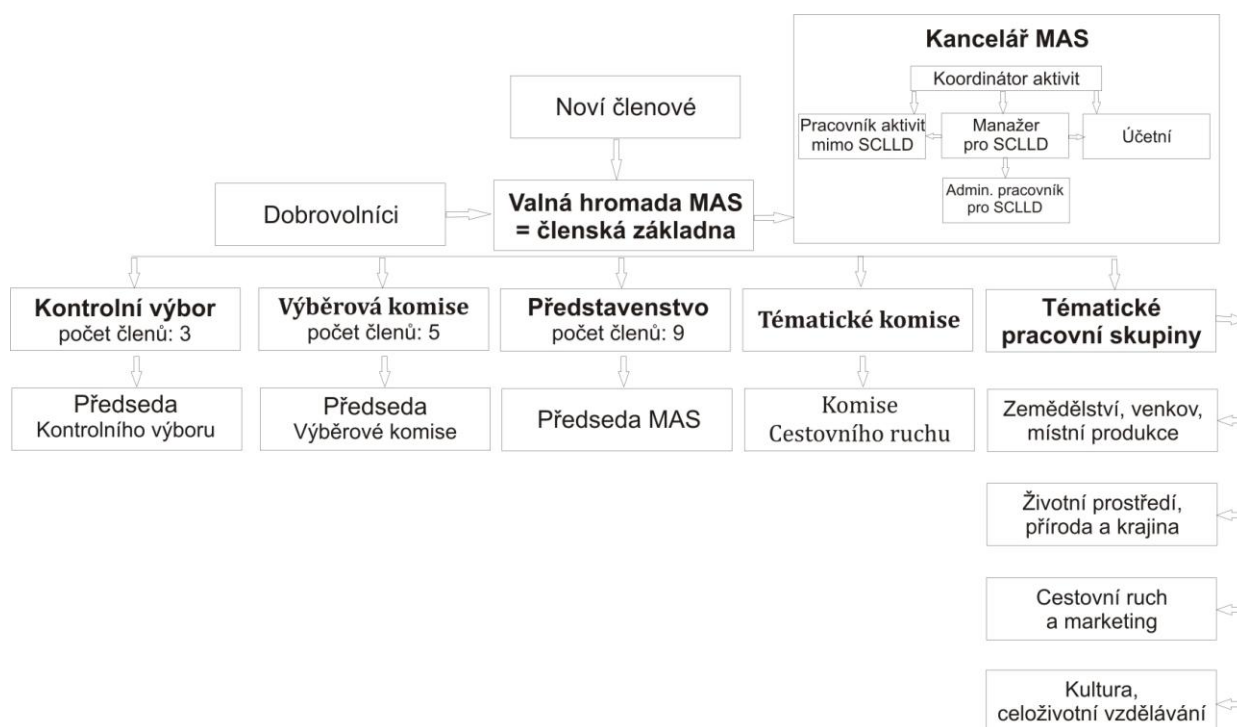 Kancelář MAS
Koordinátor aktivit
Pracovník aktivit
mimo SCLLD
Manažer
pro SCLLD
Účetní
Admin. pracovník
pro SCLLD
Noví členové
Dobrovolníci
Valná hromada MAS
= členská základna
Kontrolní výbor
počet členů: 3
Výběrová komise
počet členů: 5
Představenstvo
počet členů: 9
Tématické komise
Tématické
pracovní skupiny
Předseda
Kontrolního výboru
Předseda
Výběrové komise
Předseda MAS
Komise
Cestovního ruchu
Zemědělství, venkov,
místní produkce
Životní prostředí,
příroda a krajina
Cestovní ruch
a marketing
Kultura,
celoživotní vzdělávání